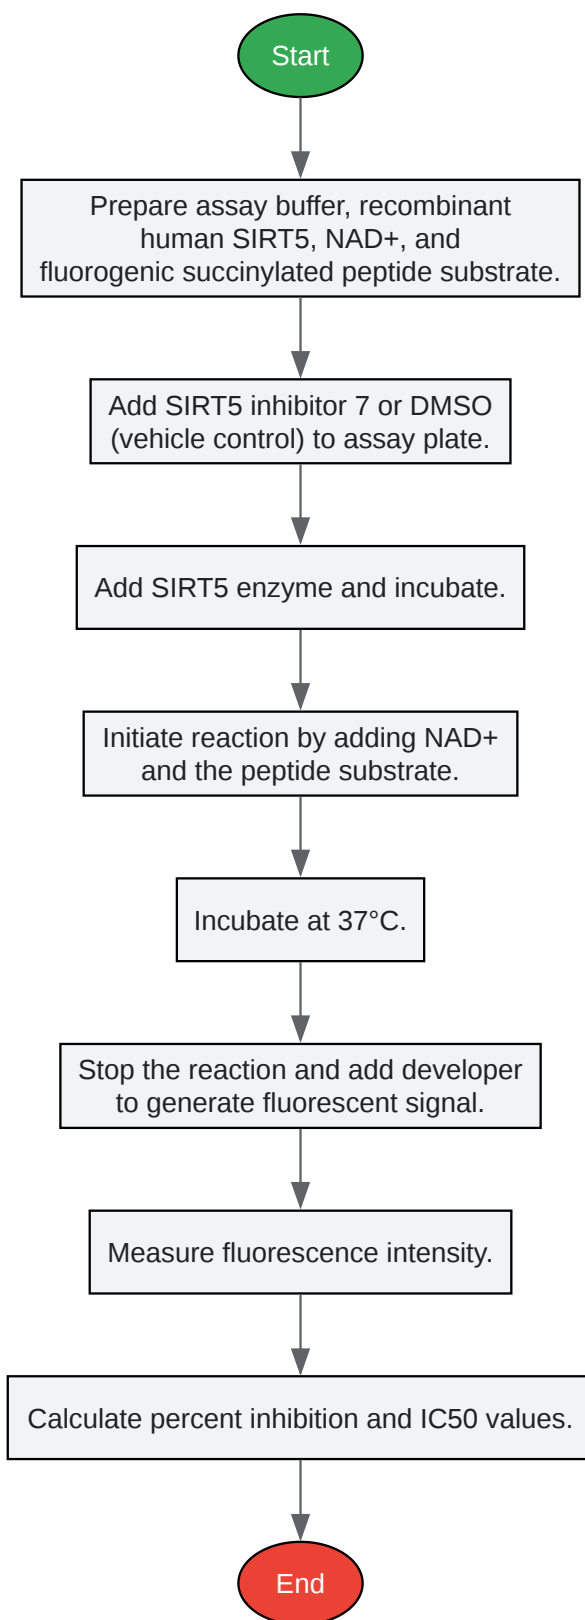 Start
Prepare assay buffer, recombinant
human SIRT5, NAD+, and
fluorogenic succinylated peptide substrate.
Add SIRT5 inhibitor 7 or DMSO
(vehicle control) to assay plate.
Add SIRT5 enzyme and incubate.
Initiate reaction by adding NAD+
and the peptide substrate.
Incubate at 37°C.
Stop the reaction and add developer
to generate fluorescent signal.
Measure fluorescence intensity.
Calculate percent inhibition and IC50 values.
End